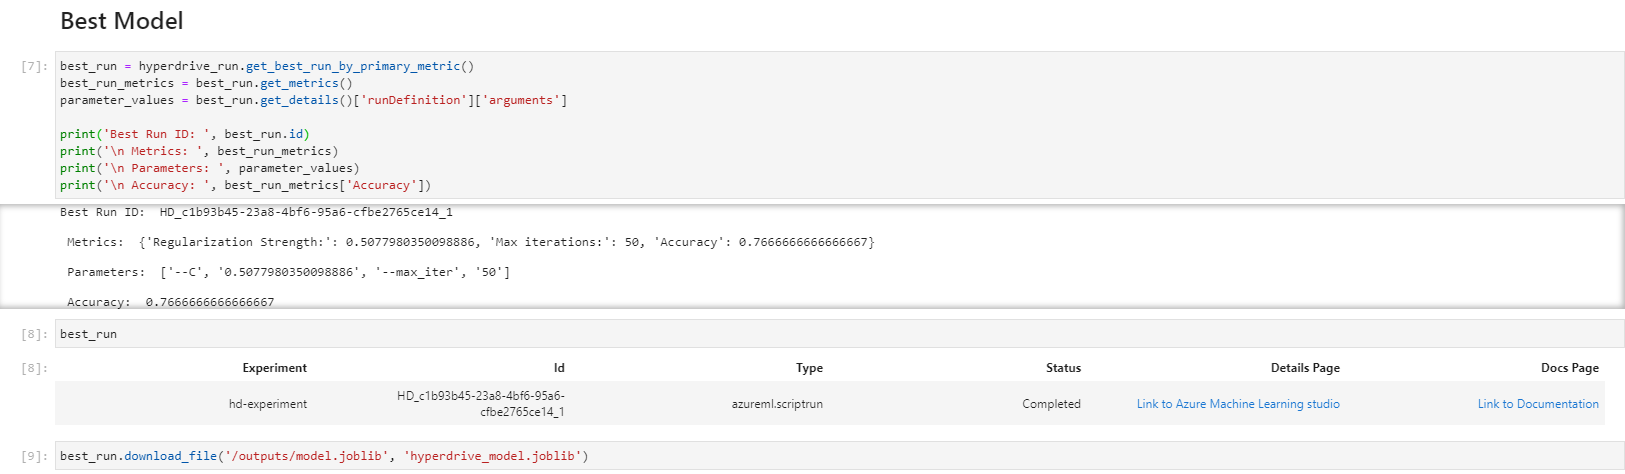 Best Model
[7]: best_run = hyperdrive_run.get_best_run_by_primary_metric()
best_run_metrics = best_run.get_metrics()
parameter_values = best_run.get_details()['runDefinition']['arguments']
print('Best Run ID: ', best_run.id)
print('\n Metrics: ', best_run_metrics)
print('\n Parameters: ', parameter_values)
print('\n Accuracy: ', best_run_metrics['Accuracy'])
Best Run ID:  HD_c1b93b45-23a8-4bf6-95a6-cfbe2765ce14_1
Metrics:  {'Regularization Strength:': 0.5077980350098886, 'Max iterations:': 50, 'Accuracy': 0.7666666666666667}
Parameters:  ['--C', '0.5077980350098886', '--max_iter', '50']
Accuracy:  0.7666666666666667
[8]: best_run
[8]: Experiment Id Type Status Details Page Docs Page
hd-experiment HD_c1b93b45-23a8-4bf6-95a6-
cfbe2765ce14_1 azureml.scriptrun Completed Link to Azure Machine Learning studio Link to Documentation
[9]: best_run.download_file('/outputs/model.joblib', 'hyperdrive_model.joblib')